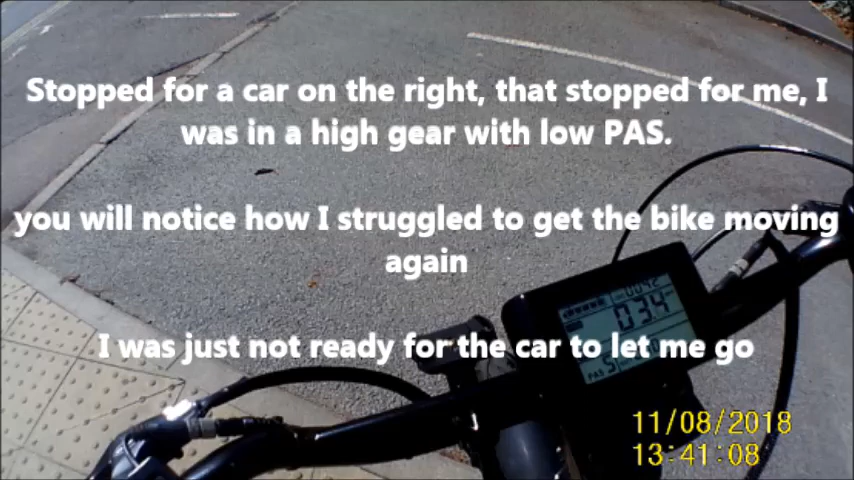 Stopped for a car on the right, that stopped for me, I
was in a high gear with low PAS.
you will notice how I struggled to get the bike moving
again
I was just not ready for the car to let me go
03.4
PAS
11/08/2018
13:41:08